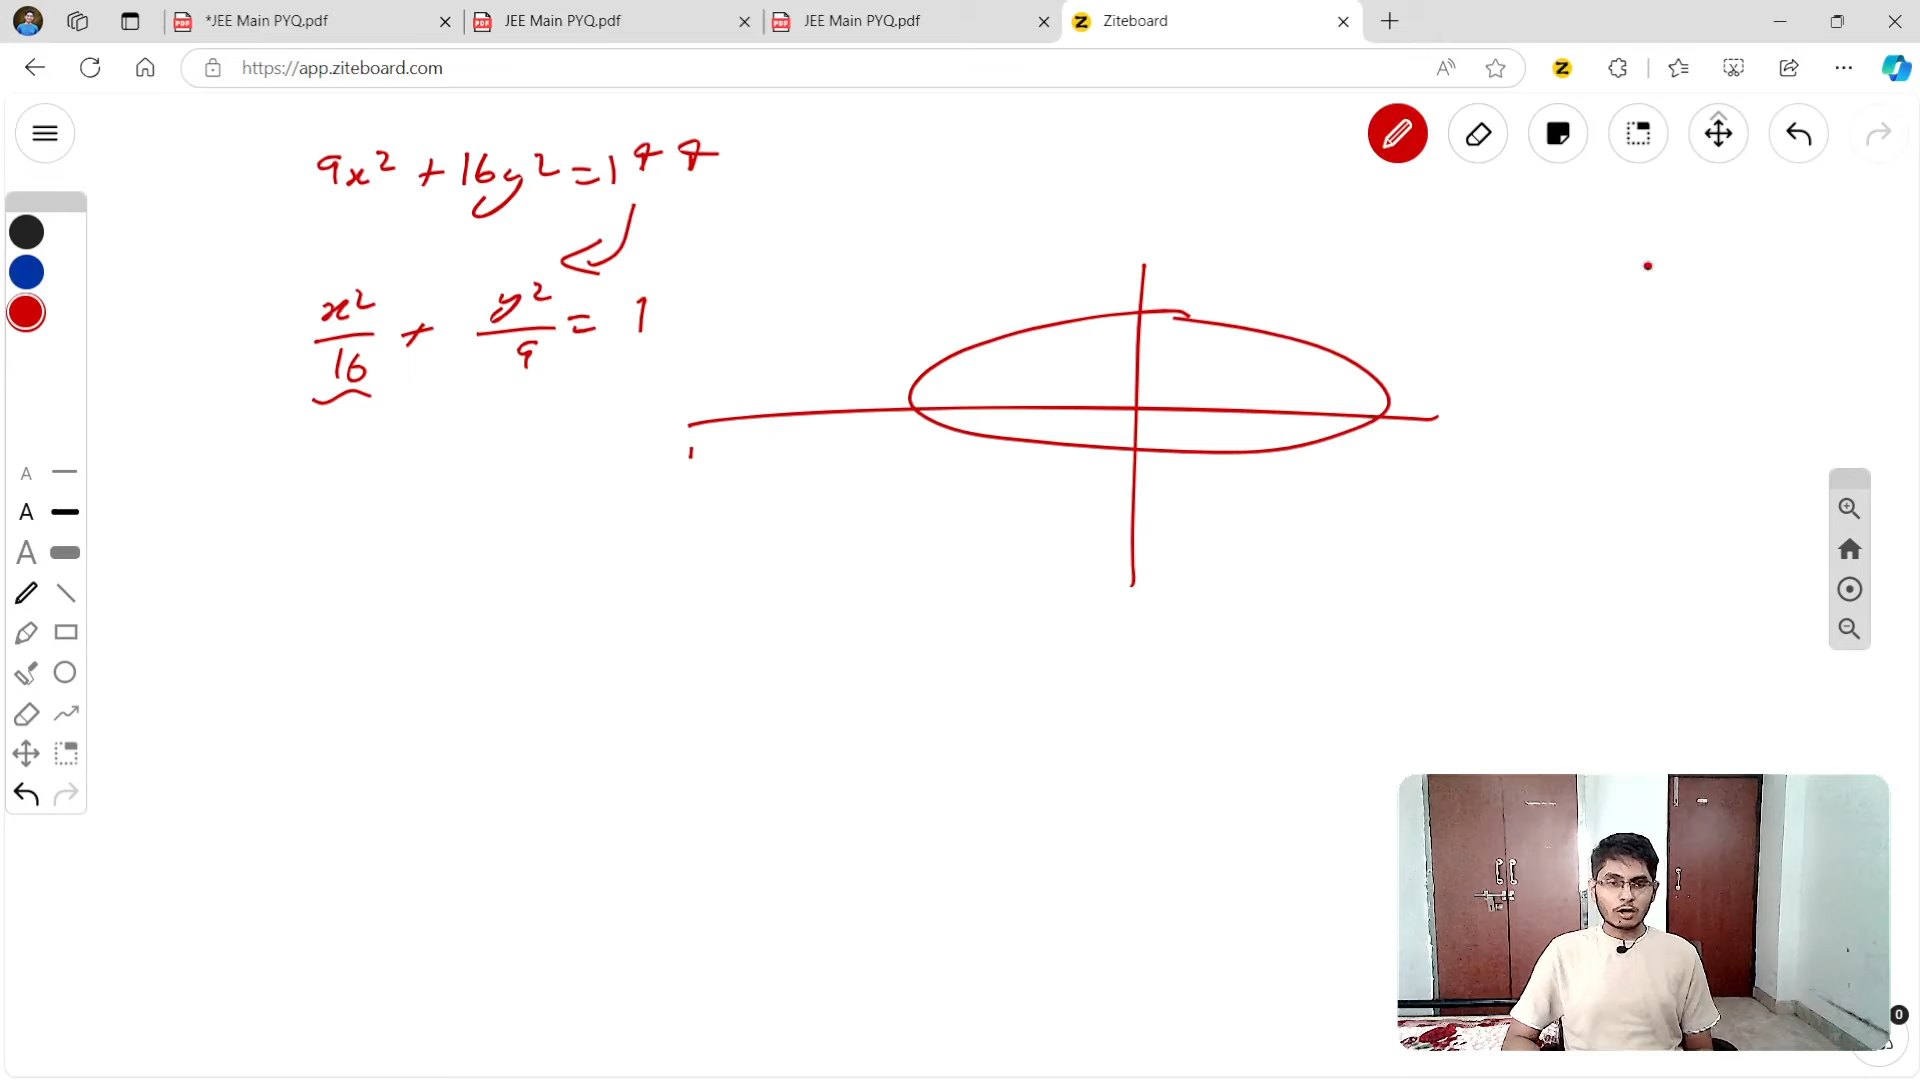 *JEE Main PYQ.pdf
JEE Main PYQ.pdf
JEE Main PYQ.pdf
Ziteboard
https://app.ziteboard.com
9x² + 16y² = 144
x²/16 + y²/9 = 1
A
A
A
0